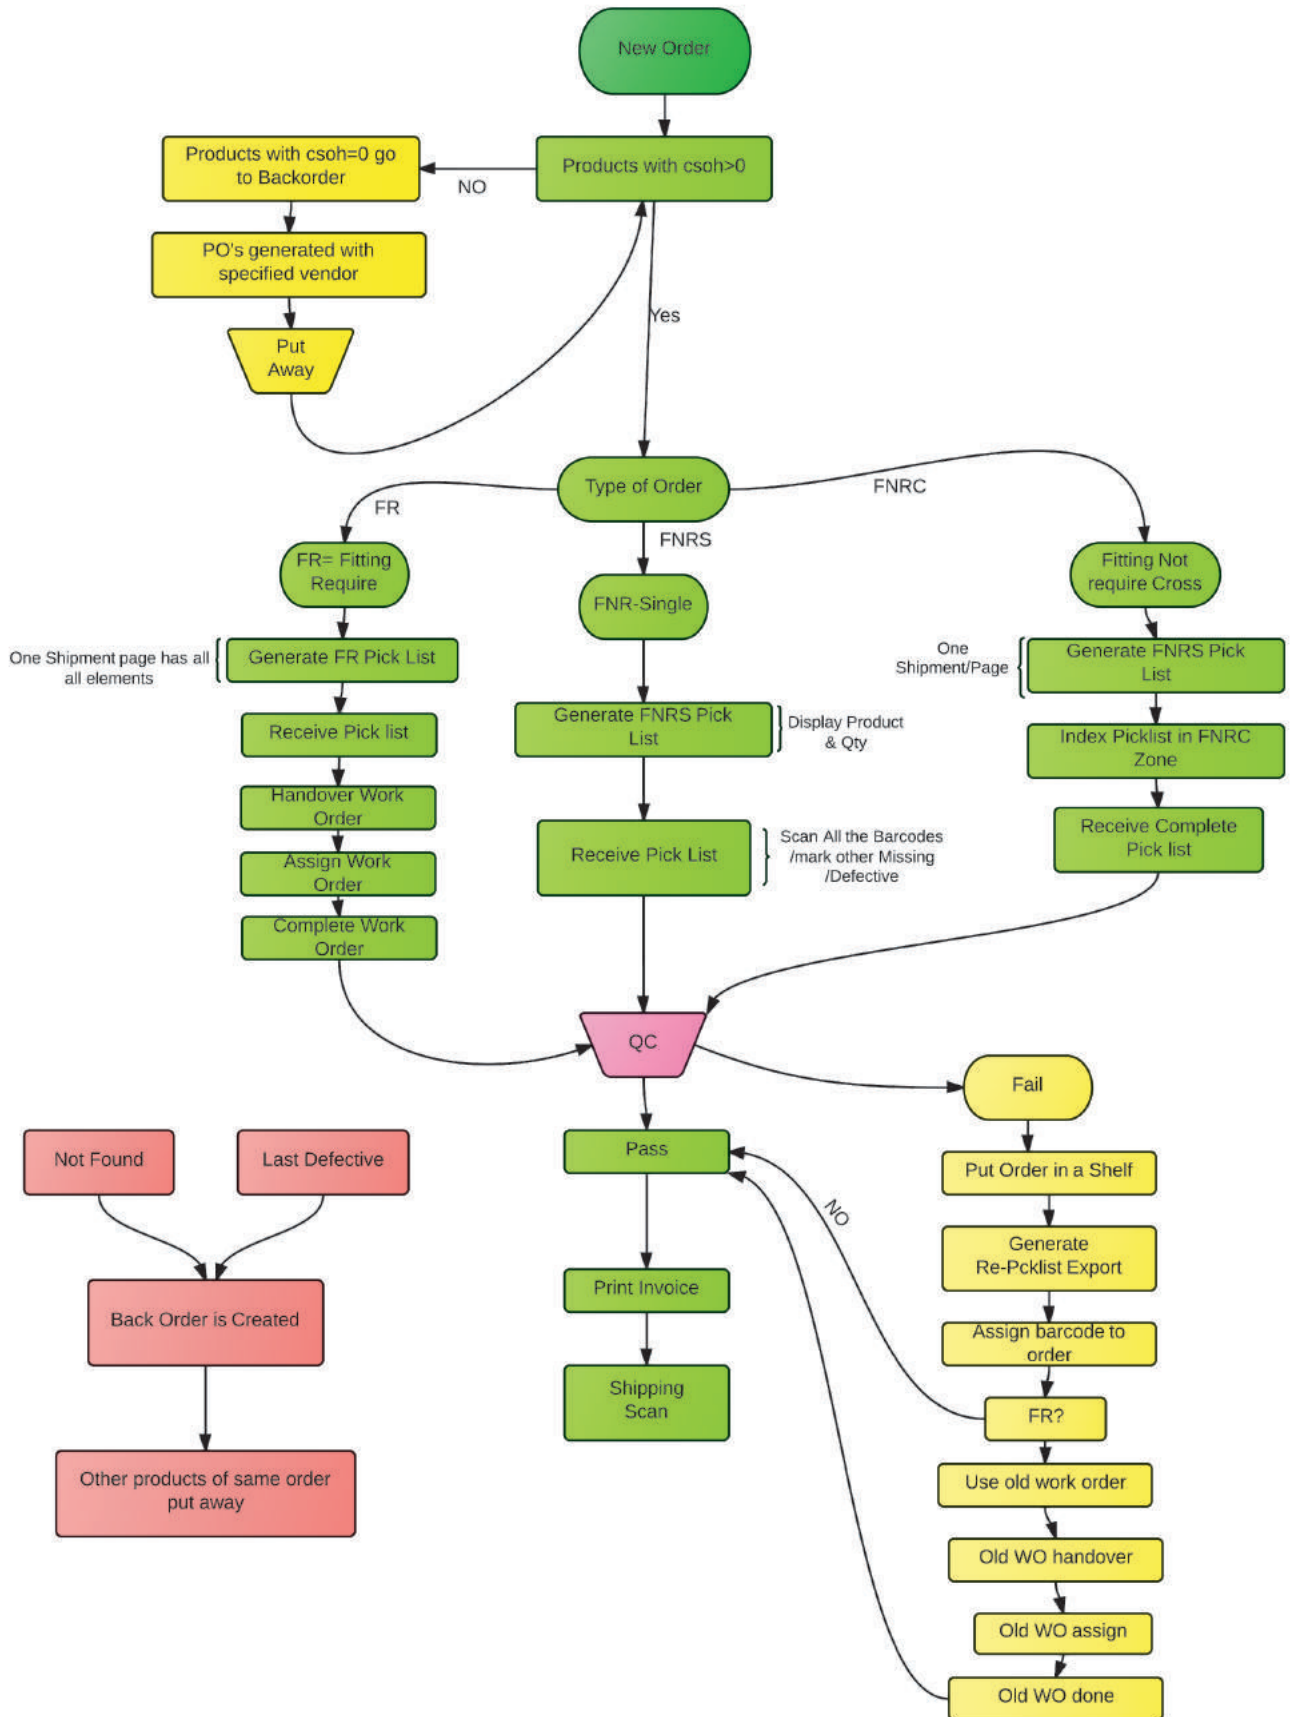 New Order
Products with csoh=0 go
to Backorder
Products with csoh>0
NO
PO's generated with
specified vendor
Yes
Put
Away
Type of Order
FR
FNRS
FNRC
FR= Fitting
Require
FNR-Single
Fitting Not
require Cross
One Shipment page has all
all elements
Generate FR Pick List
One
Shipment/Page
Generate FNRS Pick
List
Receive Pick list
Generate FNRS Pick
List
Display Product
& Qty
Index Picklist in FNRC
Zone
Handover Work
Order
Receive Pick List
Scan All the Barcodes
/mark other Missing
/Defective
Receive Complete
Pick list
Assign Work
Order
Complete Work
Order
QC
Fail
Not Found
Last Defective
Pass
Put Order in a Shelf
NO
Generate
Re-Pcklist Export
Print Invoice
Back Order is Created
Assign barcode to
order
Shipping
Scan
FR?
Other products of same order
put away
Use old work order
Old WO handover
Old WO assign
Old WO done